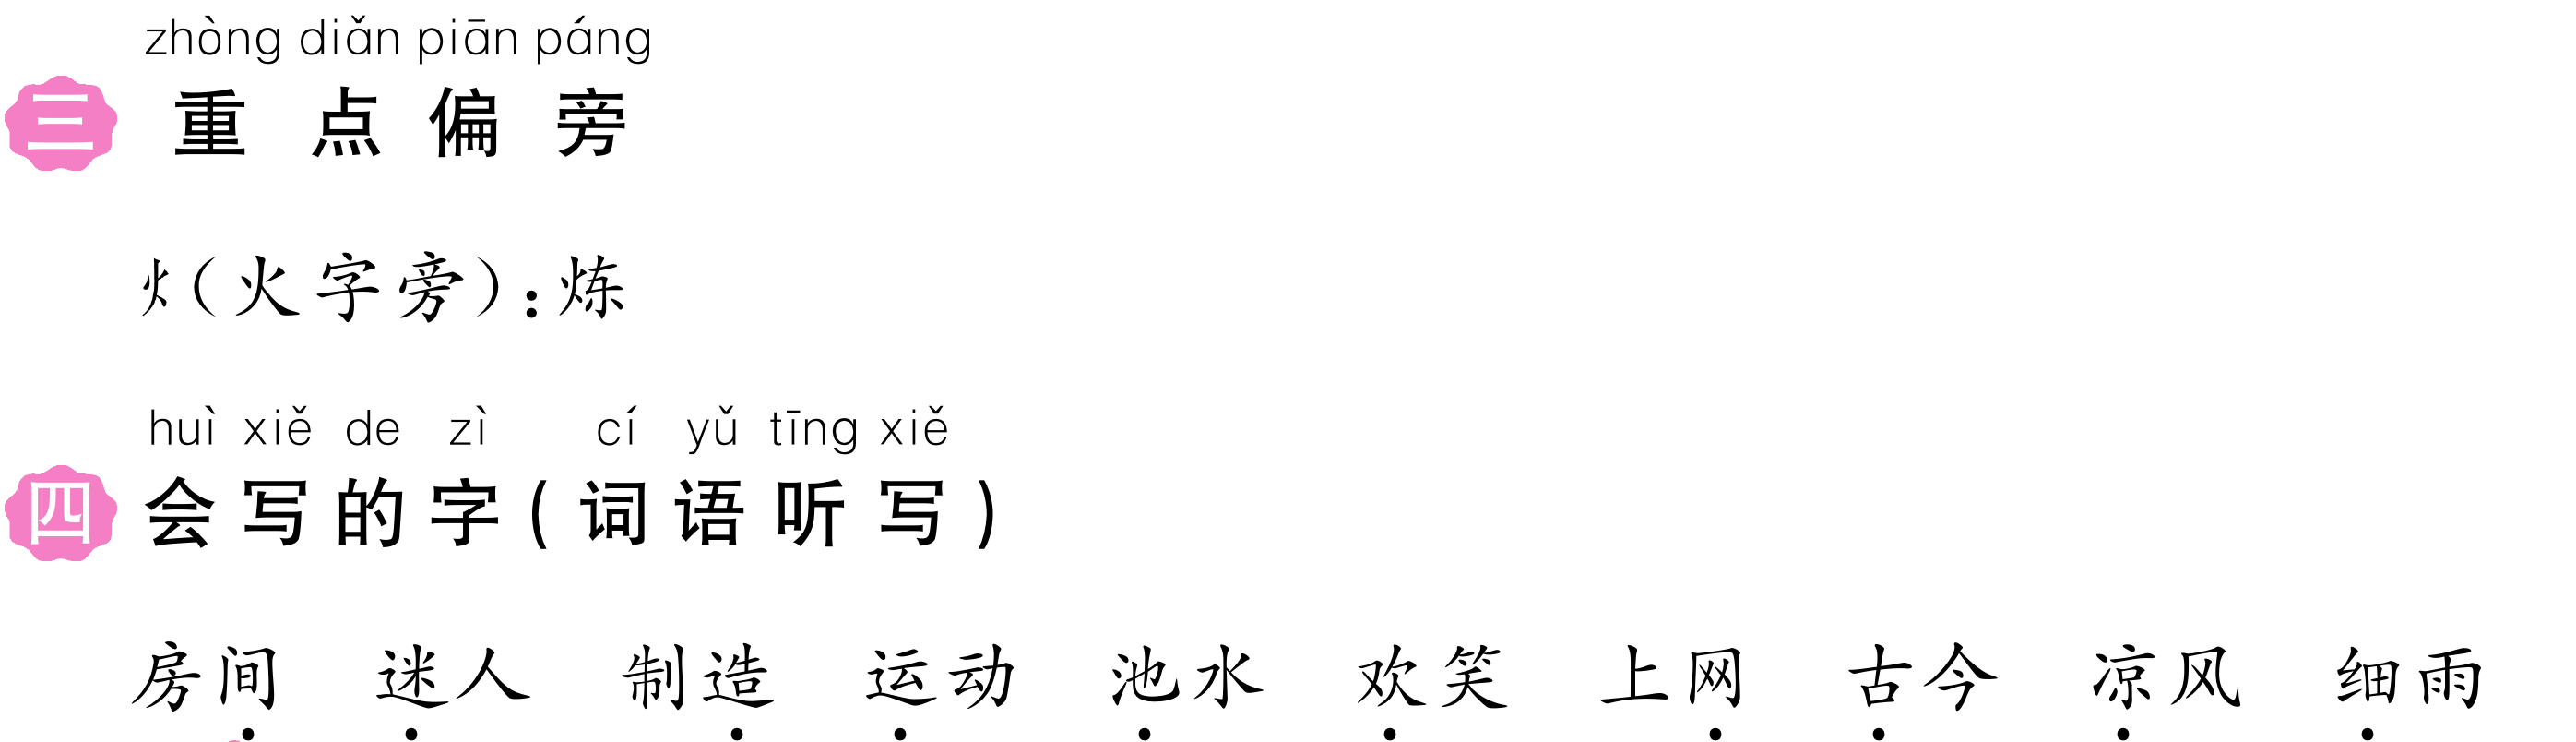 zhòng diǎn piān páng
三 重点偏旁
火(火字旁):炼
huì xiě de zì cí yǔ tīng xiě
四 会写的字(词语听写)
房间 迷人 制造 运动 池水 欢笑 上网 古今 凉风 细雨